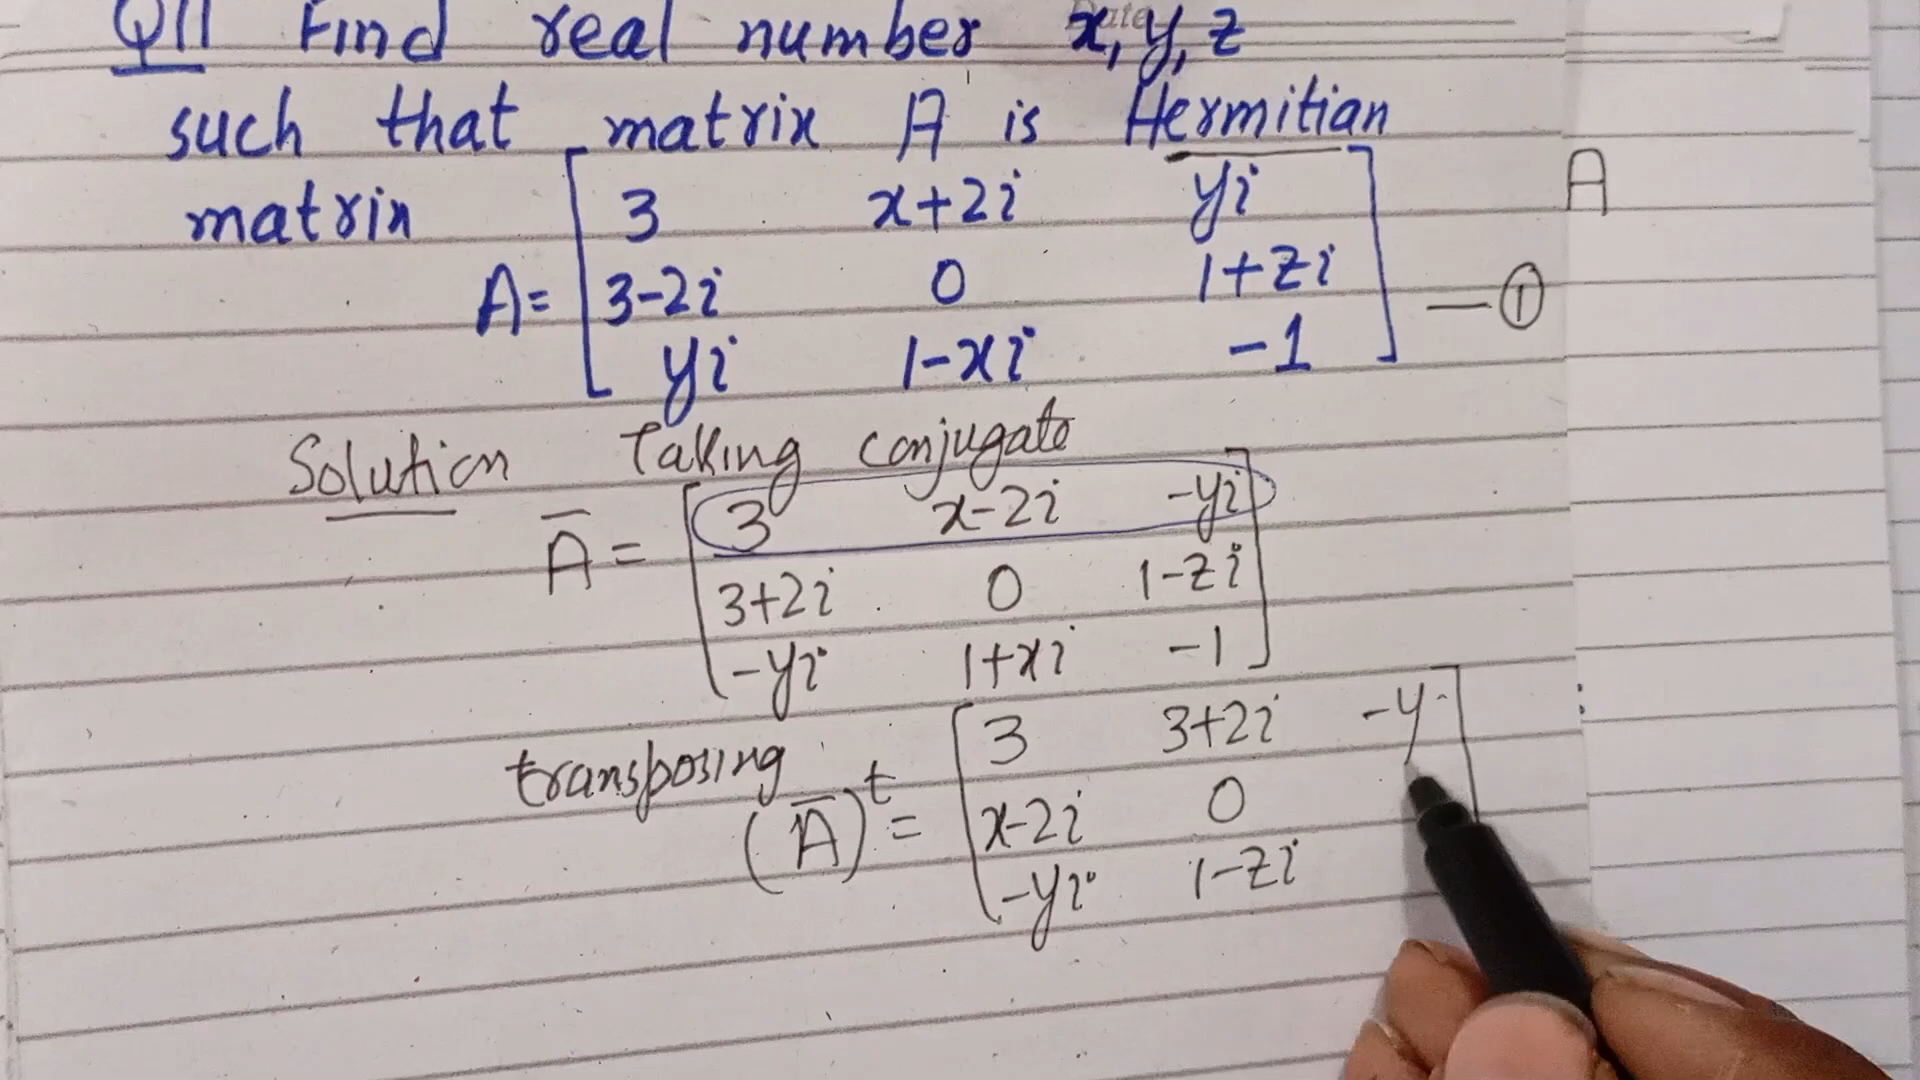 Q11 Find real number x, y, z
Date
such that matrix A is Hermitian
matrix
3 x+2i yi
A= 3-2i 0 1+zi — ①
yi 1-xi -1
A
Solution Taking conjugate
3 x-2i -yi
A̅ = 3+2i 0 1-zi
-yi 1+xi -1
transposing
3 3+2i -y
(A̅)ᵗ = x-2i 0
-yi 1-zi